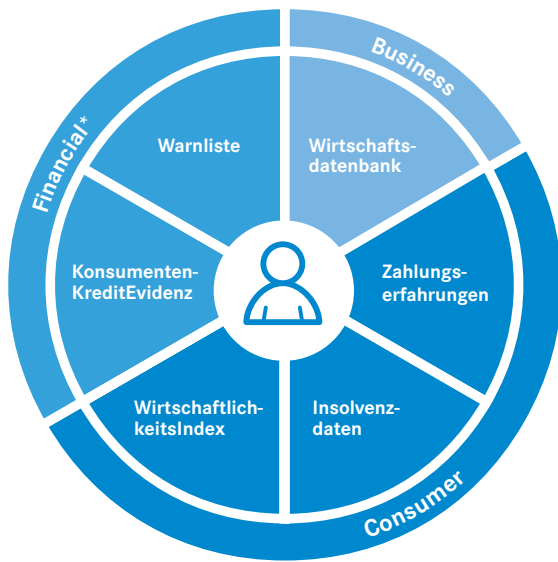 Financial*
Business
Warnliste
Wirtschafts-
datenbank
Konsumenten-
KreditEvidenz
Zahlungs-
erfahrungen
Wirtschaftlich-
keitsIndex
Insolvenz-
daten
Consumer